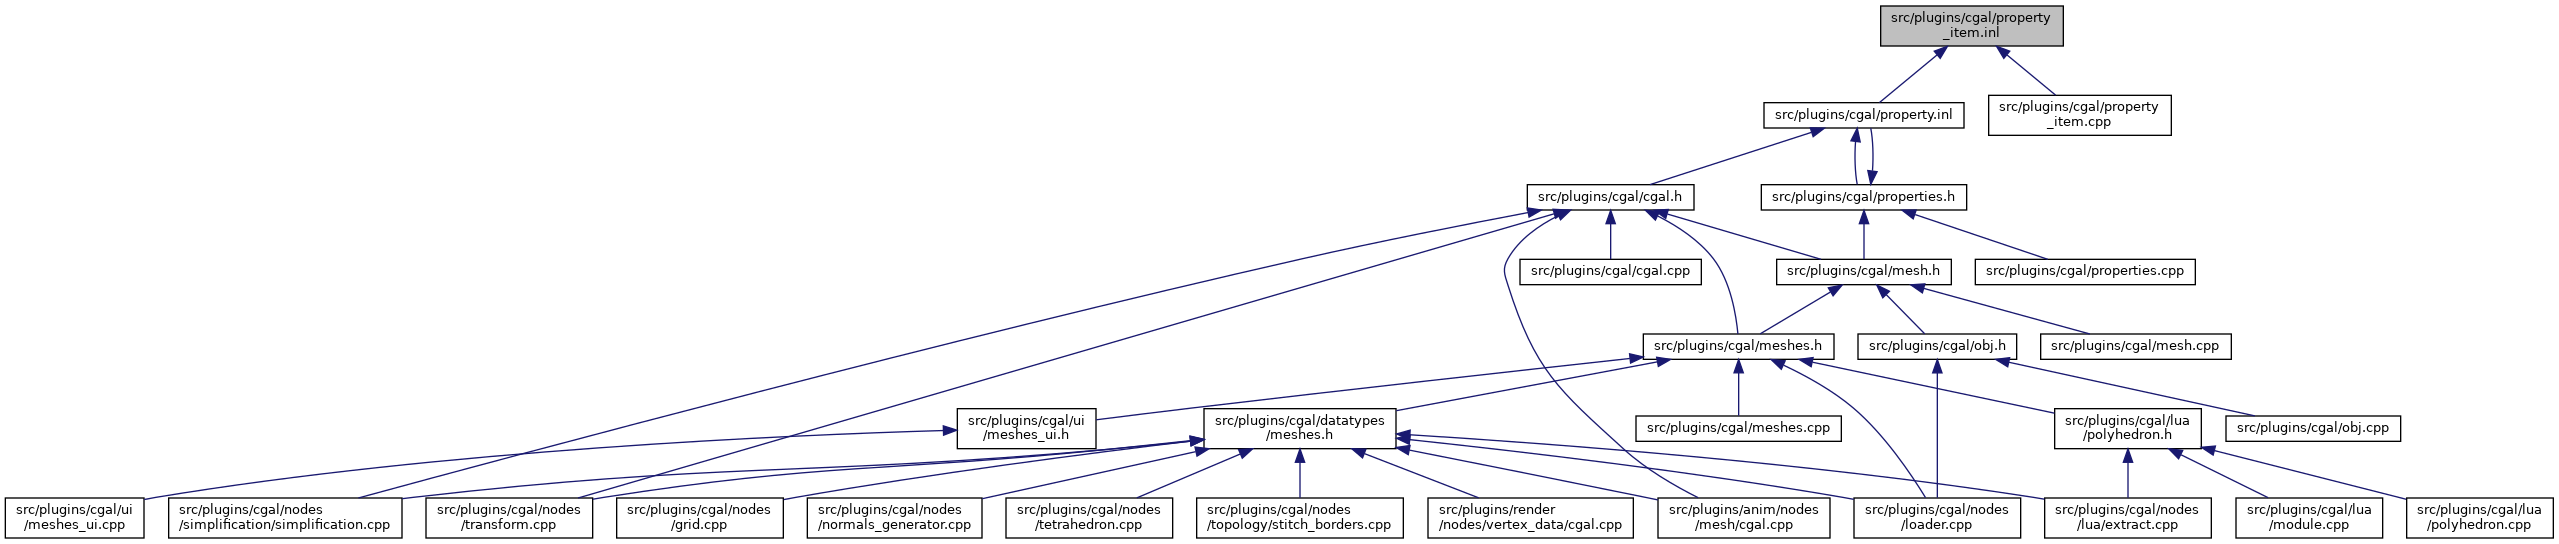 src/plugins/cgal/property
_item.inl
src/plugins/cgal/property.inl
src/plugins/cgal/property
_item.cpp
src/plugins/cgal/cgal.h
src/plugins/cgal/properties.h
src/plugins/cgal/cgal.cpp
src/plugins/cgal/mesh.h
src/plugins/cgal/properties.cpp
src/plugins/cgal/meshes.h
src/plugins/cgal/obj.h
src/plugins/cgal/mesh.cpp
src/plugins/cgal/ui
/meshes_ui.h
src/plugins/cgal/datatypes
/meshes.h
src/plugins/cgal/meshes.cpp
src/plugins/cgal/lua
/polyhedron.h
src/plugins/cgal/obj.cpp
src/plugins/cgal/ui
/meshes_ui.cpp
src/plugins/cgal/nodes
/simplification/simplification.cpp
src/plugins/cgal/nodes
/transform.cpp
src/plugins/cgal/nodes
/grid.cpp
src/plugins/cgal/nodes
/normals_generator.cpp
src/plugins/cgal/nodes
/tetrahedron.cpp
src/plugins/cgal/nodes
/topology/stitch_borders.cpp
src/plugins/render
/nodes/vertex_data/cgal.cpp
src/plugins/anim/nodes
/mesh/cgal.cpp
src/plugins/cgal/nodes
/loader.cpp
src/plugins/cgal/nodes
/lua/extract.cpp
src/plugins/cgal/lua
/module.cpp
src/plugins/cgal/lua
/polyhedron.cpp